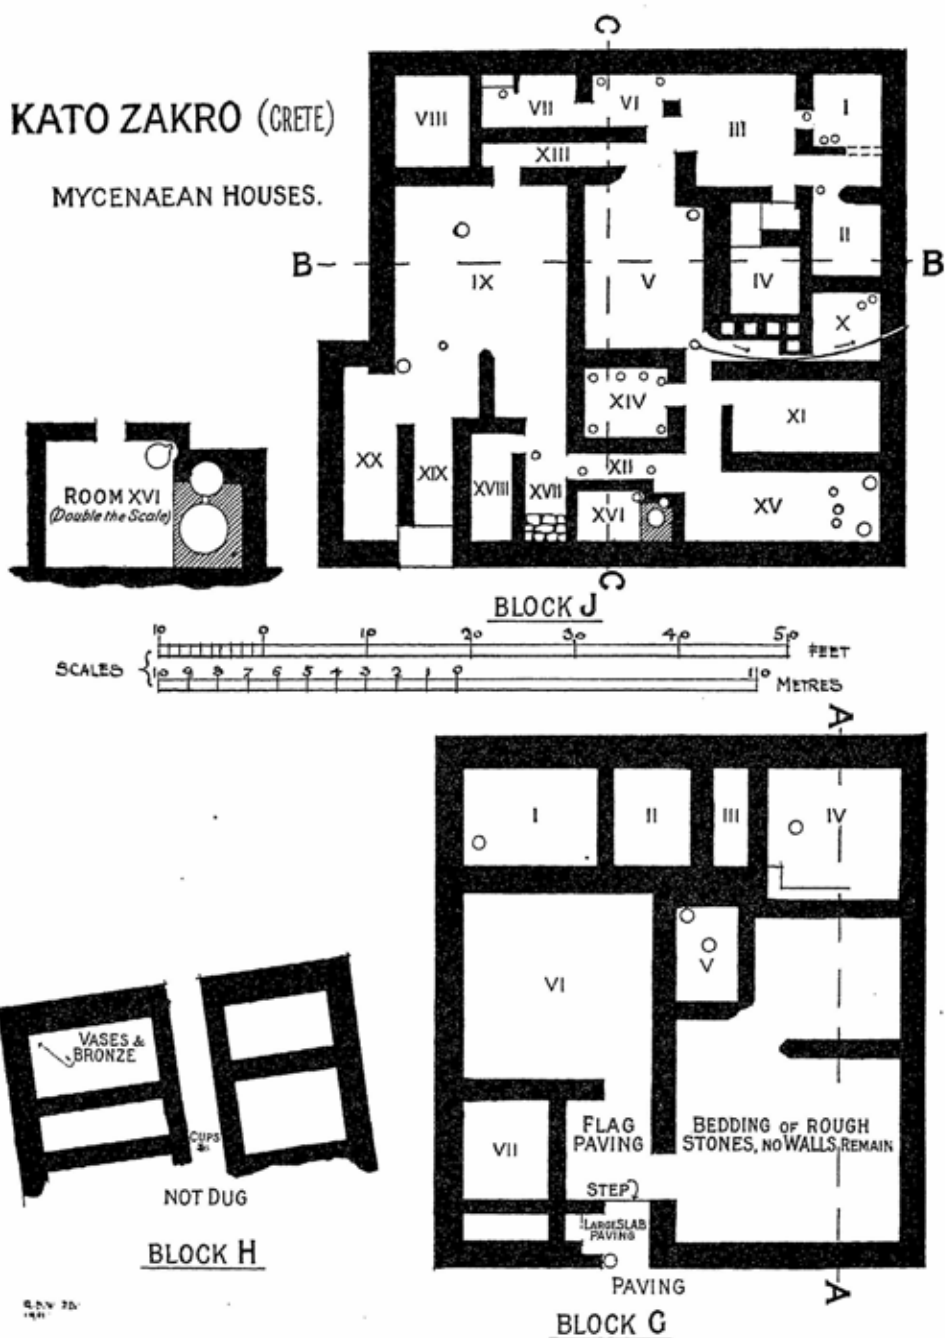 KATO ZAKRO (CRETE)
MYCENAEAN HOUSES.
C
VIII
VII
VI
III
I
XIII
B
IX
V
IV
II
B
X
XIV
XI
XX
XIX
XVIII
XVII
XII
XVI
XV
C
ROOM XVI
(Double the Scale)
BLOCK J
10 0 10 20 30 40 50 FEET
SCALES
10 9 8 7 6 5 4 3 2 1 0 10 METRES
A
I
II
III
IV
V
VI
VII
FLAG
PAVING
BEDDING OF ROUGH
STONES, NO WALLS REMAIN
STEP
LARGE SLAB
PAVING
PAVING
A
BLOCK G
VASES &
BRONZE
CUPS
NOT DUG
BLOCK H